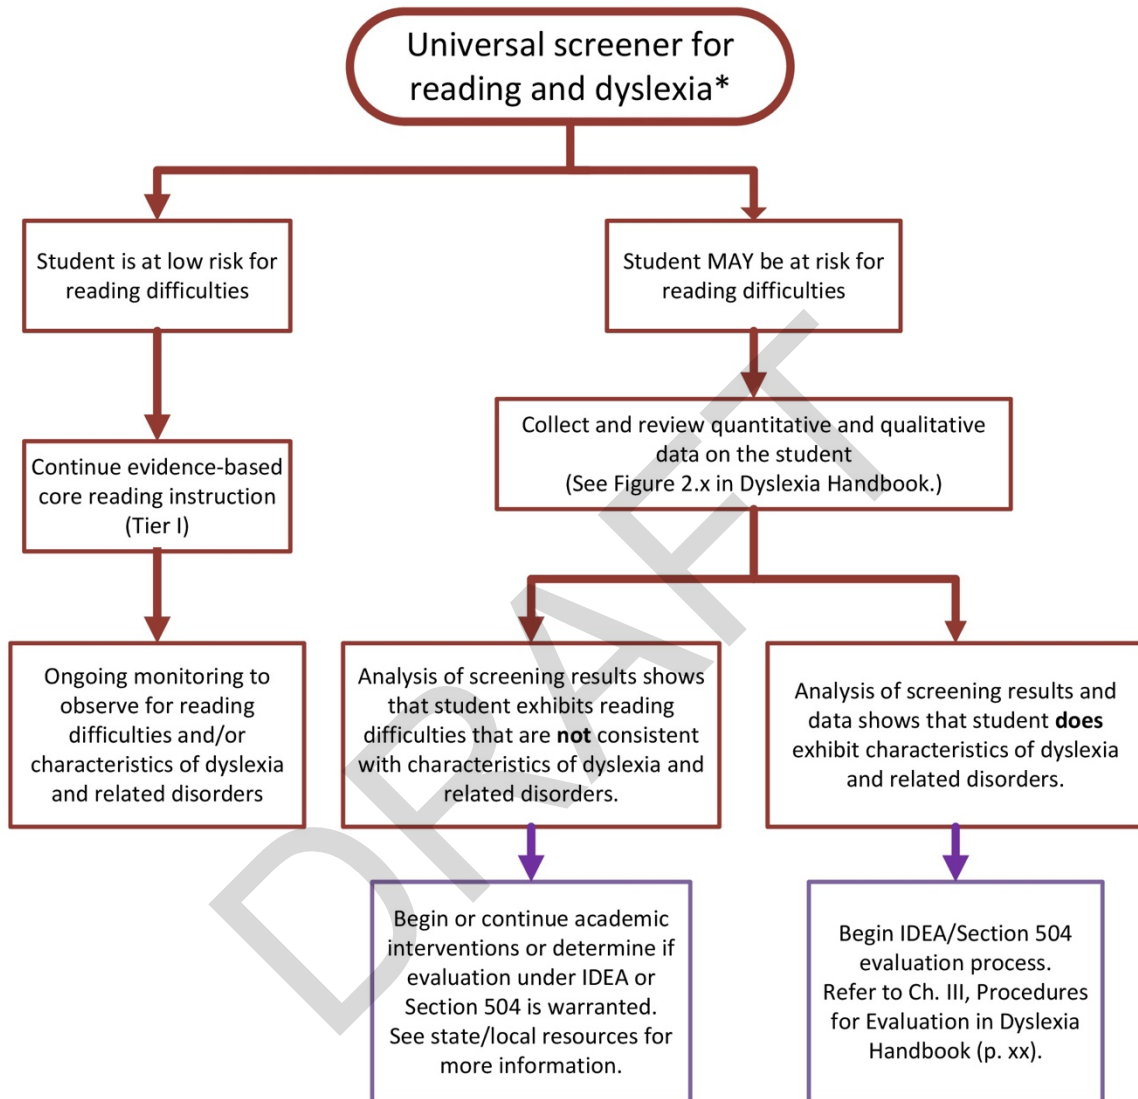 Universal screener for
reading and dyslexia*
Student is at low risk for
reading difficulties
Student MAY be at risk for
reading difficulties
Continue evidence-based
core reading instruction
(Tier I)
Collect and review quantitative and qualitative
data on the student
(See Figure 2.x in Dyslexia Handbook.)
Ongoing monitoring to
observe for reading
difficulties and/or
characteristics of dyslexia
and related disorders
Analysis of screening results shows
that student exhibits reading
difficulties that are not consistent
with characteristics of dyslexia and
related disorders.
Analysis of screening results and
data shows that student does
exhibit characteristics of dyslexia
and related disorders.
Begin or continue academic
interventions or determine if
evaluation under IDEA or
Section 504 is warranted.
See state/local resources for
more information.
Begin IDEA/Section 504
evaluation process.
Refer to Ch. III, Procedures
for Evaluation in Dyslexia
Handbook (p. xx).
DRAFT